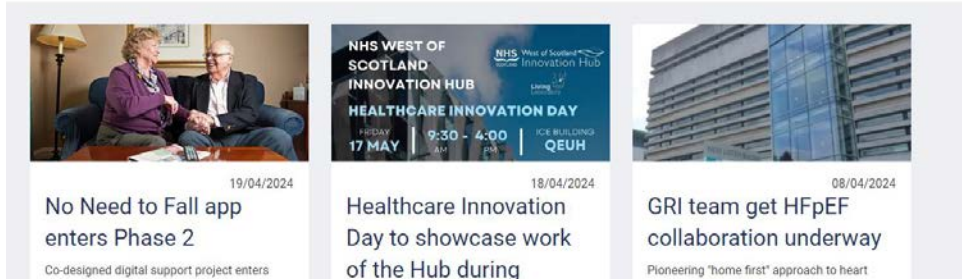 NHS WEST OF
SCOTLAND
INNOVATION HUB
NHS West of Scotland
SCOTLAND Innovation Hub
Living
Laboratory
HEALTHCARE INNOVATION DAY
FRIDAY
17 MAY
9:30 - 4:00
AM PM
ICE BUILDING
QEUH
19/04/2024
No Need to Fall app
enters Phase 2
Co-designed digital support project enters
18/04/2024
Healthcare Innovation
Day to showcase work
of the Hub during
08/04/2024
GRI team get HFpEF
collaboration underway
Pioneering "home first" approach to heart